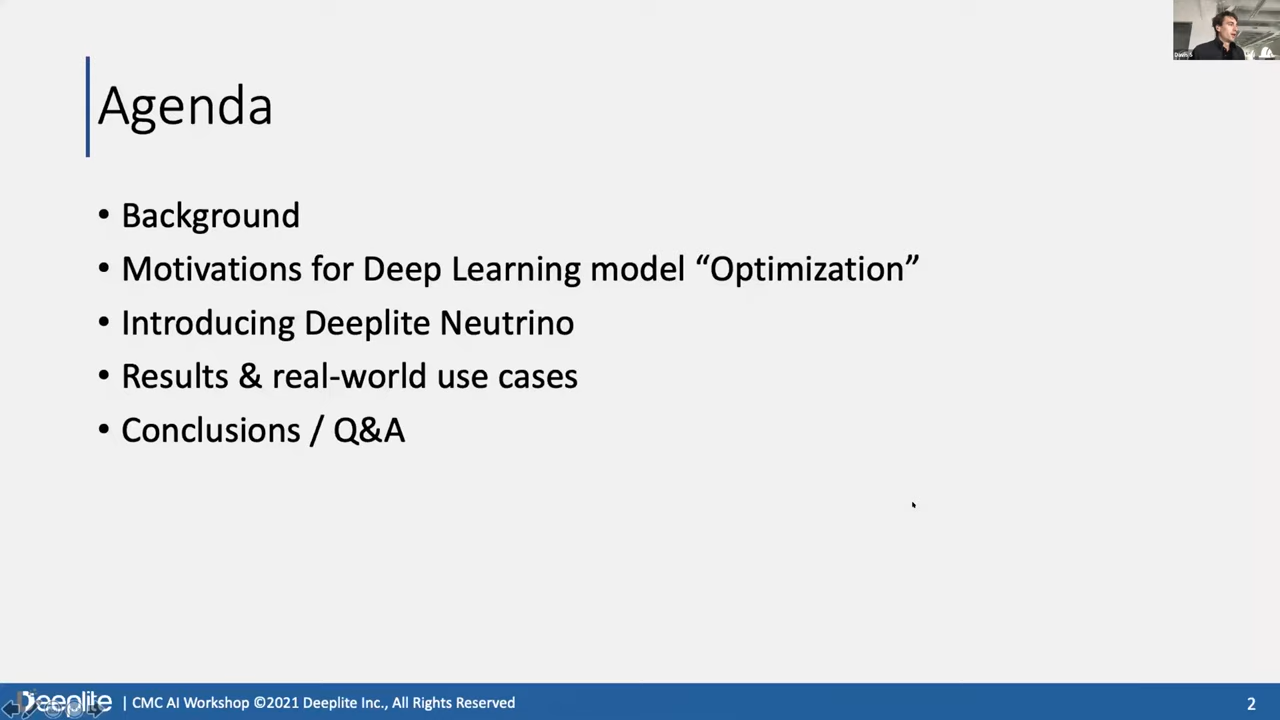 Agenda
• Background
• Motivations for Deep Learning model “Optimization”
• Introducing Deeplite Neutrino
• Results & real-world use cases
• Conclusions / Q&A
Deeplite | CMC AI Workshop ©2021 Deeplite Inc., All Rights Reserved
2